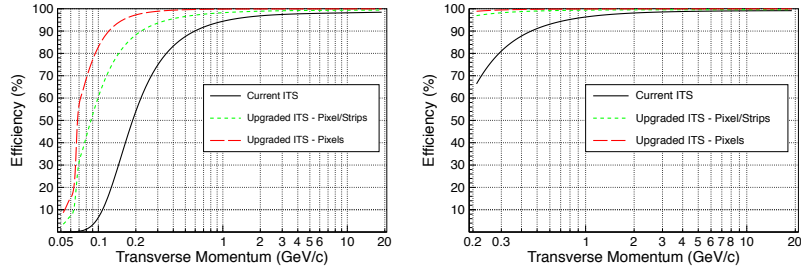 100
90
80
70
60
50
40
30
20
10
Efficiency (%)
Current ITS
Upgraded ITS - Pixel/Strips
Upgraded ITS - Pixels
0.05 0.1 0.2 1 2 3 4 5 6 10 20
Transverse Momentum (GeV/c)
100
90
80
70
60
50
40
30
20
10
Efficiency (%)
Current ITS
Upgraded ITS - Pixel/Strips
Upgraded ITS - Pixels
0.2 0.3 1 2 3 4 5 6 7 8 10 20
Transverse Momentum (GeV/c)